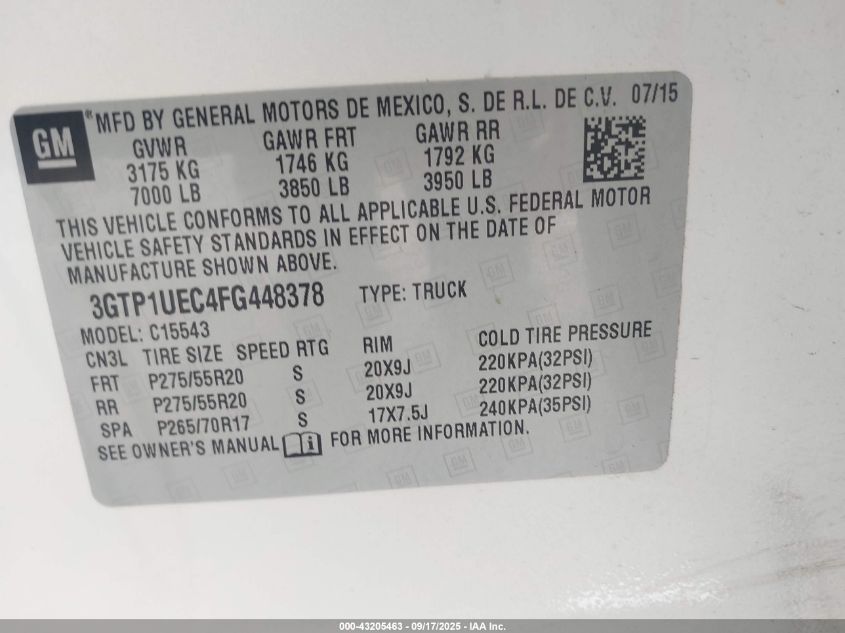 GM
® MFD BY GENERAL MOTORS DE MEXICO, S. DE R.L. DE C.V. 07/15
GVWR GAWR FRT GAWR RR
3175 KG 1746 KG 1792 KG
7000 LB 3850 LB 3950 LB
THIS VEHICLE CONFORMS TO ALL APPLICABLE U.S. FEDERAL MOTOR
VEHICLE SAFETY STANDARDS IN EFFECT ON THE DATE OF
MANUFACTURE SHOWN ABOVE.
3GTP1UEC4FG448378 TYPE: TRUCK
MODEL: C15543
CN3L TIRE SIZE SPEED RTG RIM COLD TIRE PRESSURE
FRT P275/55R20 S 20X9J 220KPA(32PSI)
RR P275/55R20 S 20X9J 220KPA(32PSI)
SPA P265/70R17 S 17X7.5J 240KPA(35PSI)
SEE OWNER'S MANUAL i FOR MORE INFORMATION.
000-43205463 - 09/17/2025 - IAA Inc.